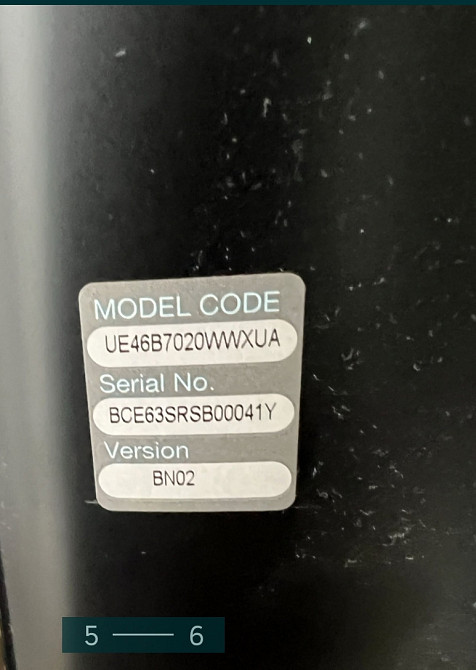 MODEL CODE
UE46B7020WWXUA
Serial No.
BCE63SRSB00041Y
Version
BN02
5 — 6